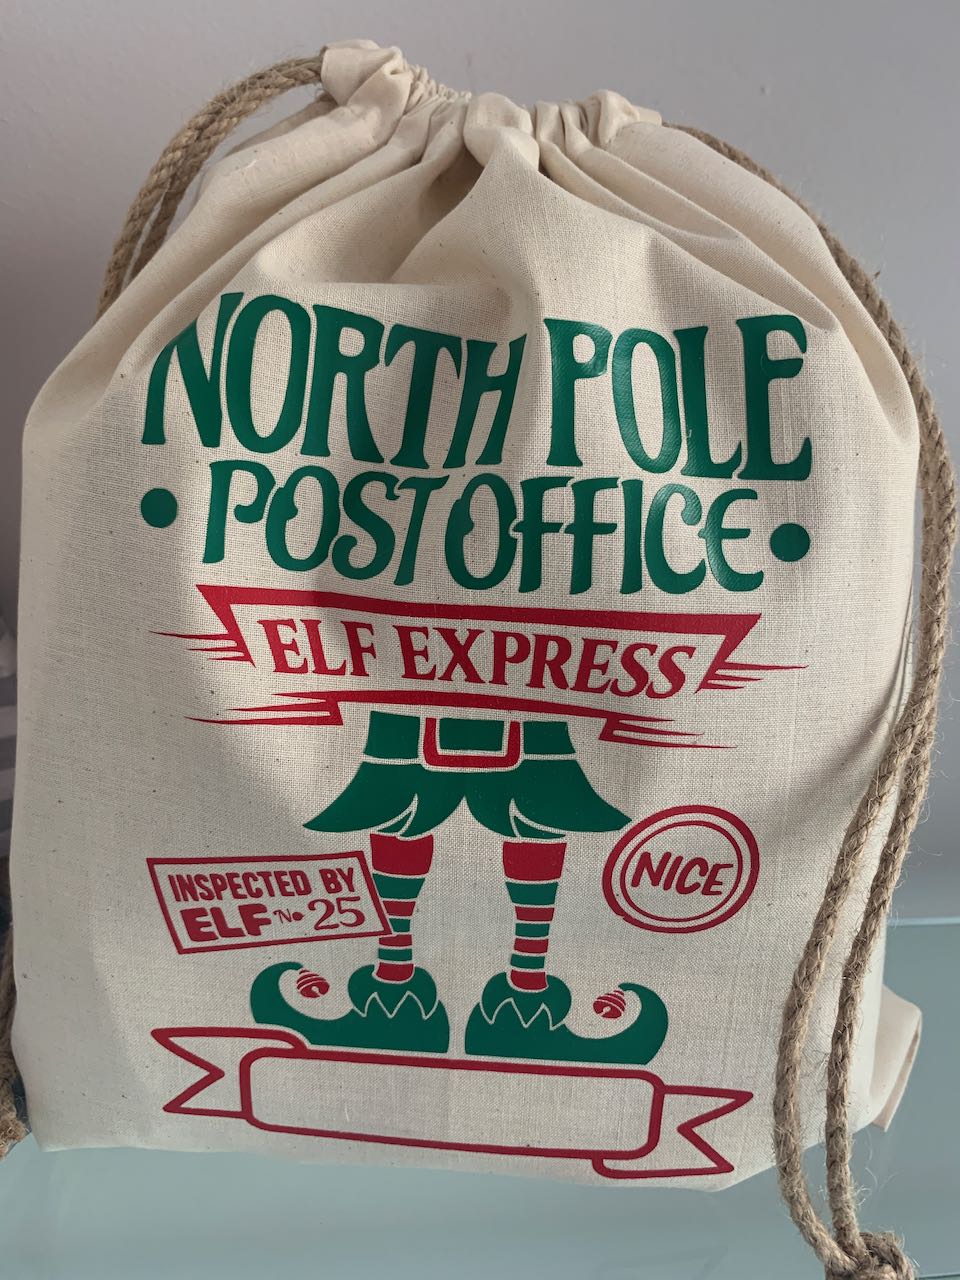 NORTH POLE
• POST OFFICE •
ELF EXPRESS
INSPECTED BY
ELF No. 25
NICE